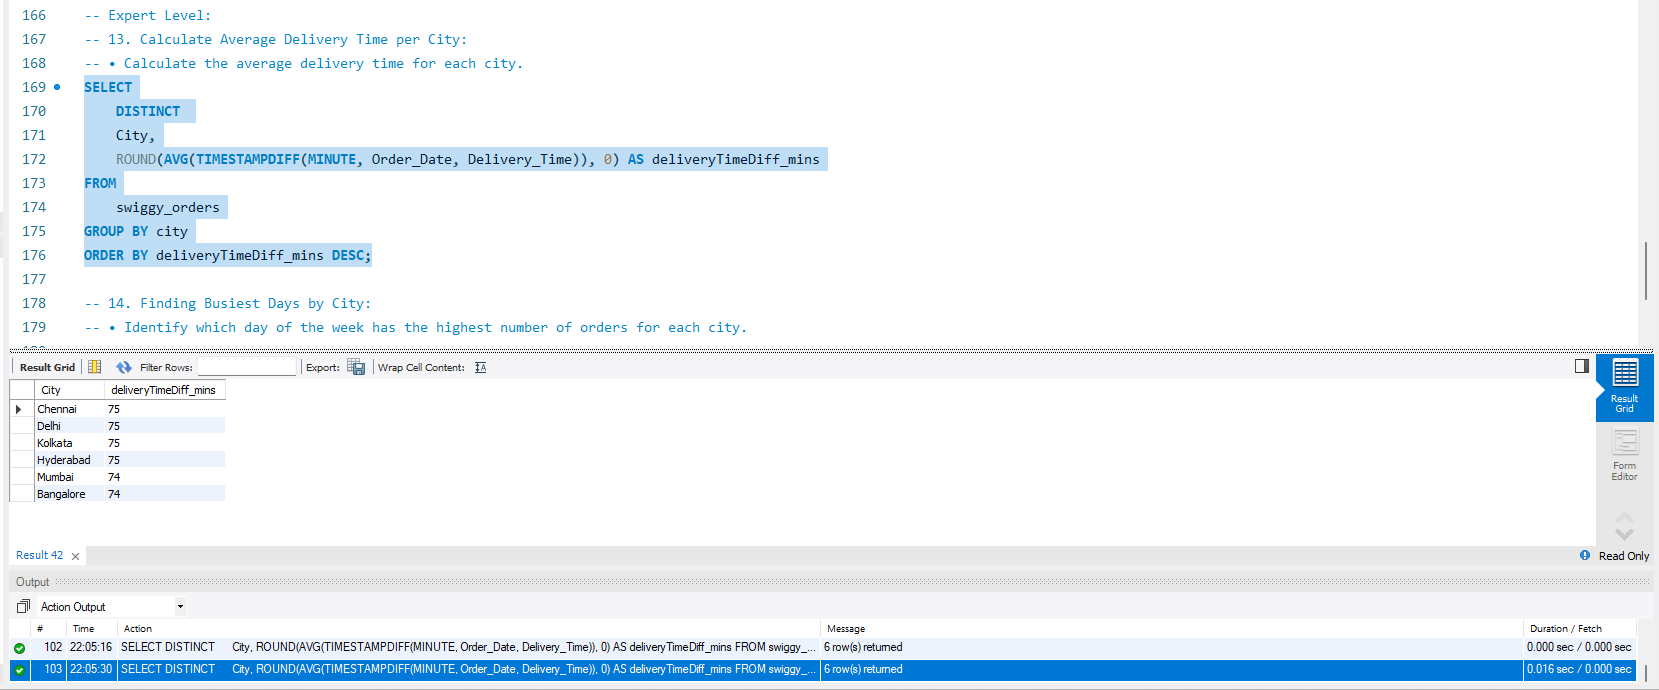 166 -- Expert Level:
167 -- 13. Calculate Average Delivery Time per City:
168 -- • Calculate the average delivery time for each city.
169 SELECT
170 DISTINCT
171 City,
172 ROUND(AVG(TIMESTAMPDIFF(MINUTE, Order_Date, Delivery_Time)), 0) AS deliveryTimeDiff_mins
173 FROM
174 swiggy_orders
175 GROUP BY city
176 ORDER BY deliveryTimeDiff_mins DESC;
177
178 -- 14. Finding Busiest Days by City:
179 -- • Identify which day of the week has the highest number of orders for each city.
Result Grid Filter Rows: Export: Wrap Cell Content:
City deliveryTimeDiff_mins
Chennai 75
Delhi 75
Kolkata 75
Hyderabad 75
Mumbai 74
Bangalore 74
Result Grid
Form Editor
Result 42 Read Only
Output
Action Output
# Time Action Message Duration / Fetch
102 22:05:16 SELECT DISTINCT City, ROUND(AVG(TIMESTAMPDIFF(MINUTE, Order_Date, Delivery_Time)), 0) AS deliveryTimeDiff_mins FROM swiggy_... 6 row(s) returned 0.000 sec / 0.000 sec
103 22:05:30 SELECT DISTINCT City, ROUND(AVG(TIMESTAMPDIFF(MINUTE, Order_Date, Delivery_Time)), 0) AS deliveryTimeDiff_mins FROM swiggy_... 6 row(s) returned 0.016 sec / 0.000 sec